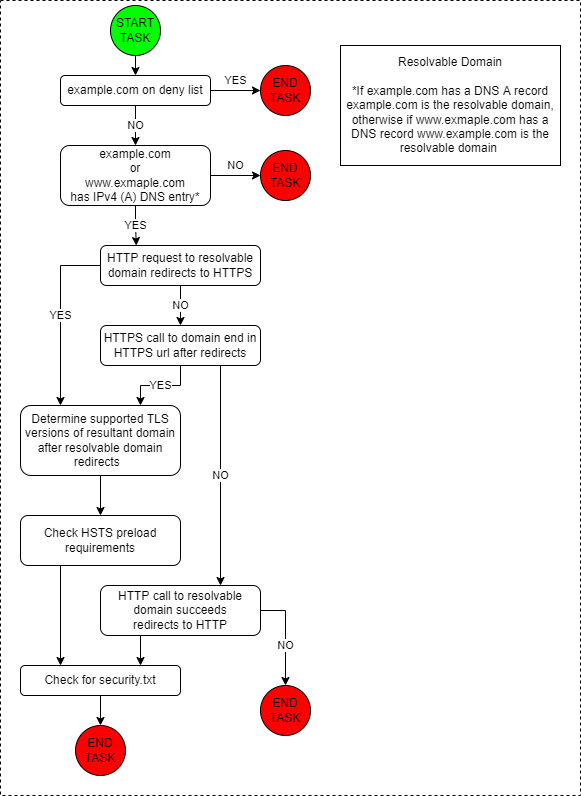 START
TASK
example.com on deny list
YES
END
TASK
NO
example.com
or
www.exmaple.com
has IPv4 (A) DNS entry*
NO
END
TASK
YES
HTTP request to resolvable
domain redirects to HTTPS
YES
NO
HTTPS call to domain end in
HTTPS url after redirects
YES
Determine supported TLS
versions of resultant domain
after resolvable domain
redirects
NO
Check HSTS preload
requirements
HTTP call to resolvable
domain succeeds
redirects to HTTP
NO
Check for security.txt
END
TASK
END
TASK
Resolvable Domain
*If example.com has a DNS A record
example.com is the resolvable domain,
otherwise if www.exmaple.com has a
DNS record www.example.com is the
resolvable domain